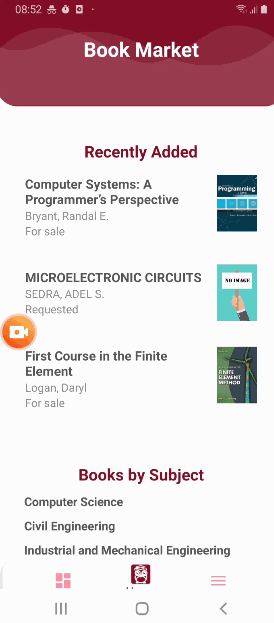 08:52
Book Market
Recently Added
Computer Systems: A
Programmer's Perspective
Bryant, Randal E.
For sale
Programming
MICROELECTRONIC CIRCUITS
SEDRA, ADEL S.
Requested
NO IMAGE
First Course in the Finite
Element
Logan, Daryl
For sale
FINITE
ELEMENT
METHOD
Books by Subject
Computer Science
Civil Engineering
Industrial and Mechanical Engineering